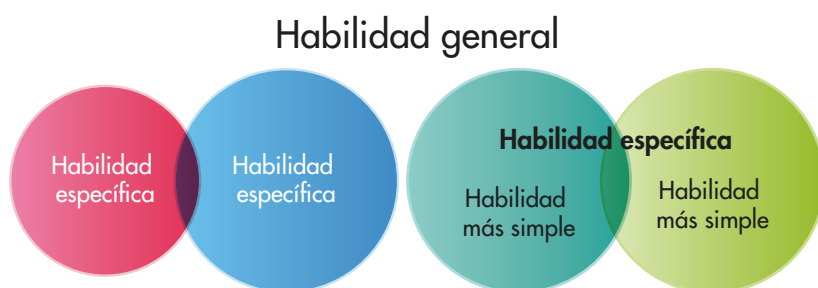 Habilidad general
Habilidad
específica
Habilidad
específica
Habilidad específica
Habilidad
más simple
Habilidad
más simple